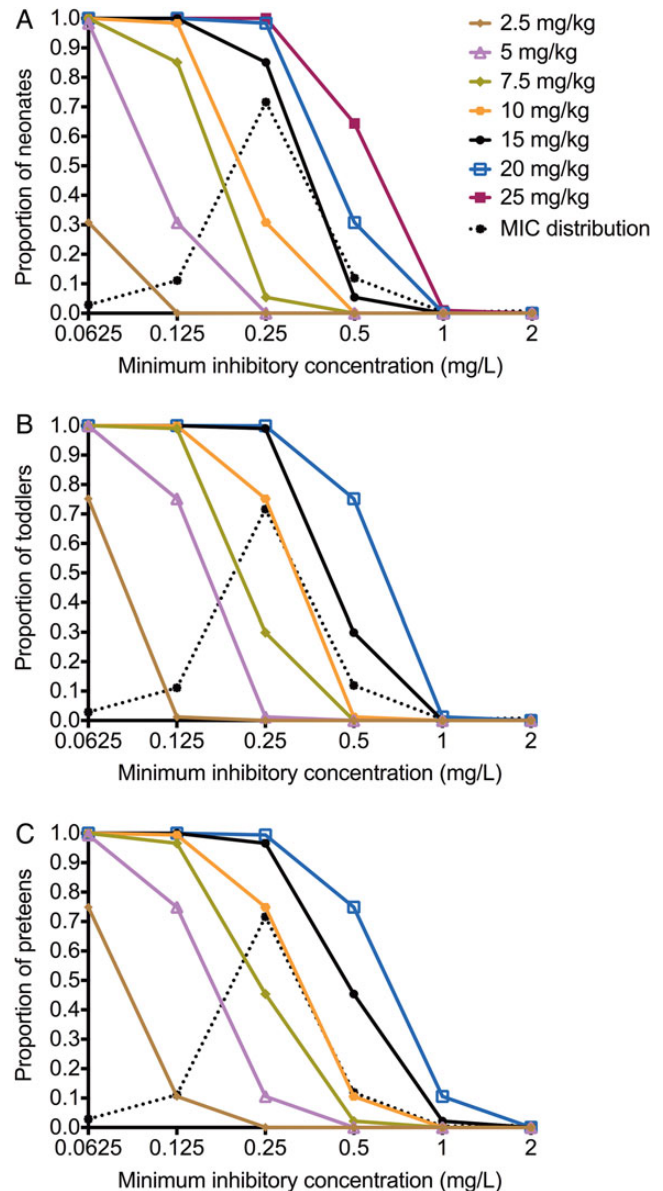 A
Proportion of neonates
1.0
0.9
0.8
0.7
0.6
0.5
0.4
0.3
0.2
0.1
0.0
0.0625 0.125 0.25 0.5 1 2
Minimum inhibitory concentration (mg/L)
2.5 mg/kg
5 mg/kg
7.5 mg/kg
10 mg/kg
15 mg/kg
20 mg/kg
25 mg/kg
MIC distribution
B
Proportion of toddlers
1.0
0.9
0.8
0.7
0.6
0.5
0.4
0.3
0.2
0.1
0.0
0.0625 0.125 0.25 0.5 1 2
Minimum inhibitory concentration (mg/L)
C
Proportion of preteens
1.0
0.9
0.8
0.7
0.6
0.5
0.4
0.3
0.2
0.1
0.0
0.0625 0.125 0.25 0.5 1 2
Minimum inhibitory concentration (mg/L)